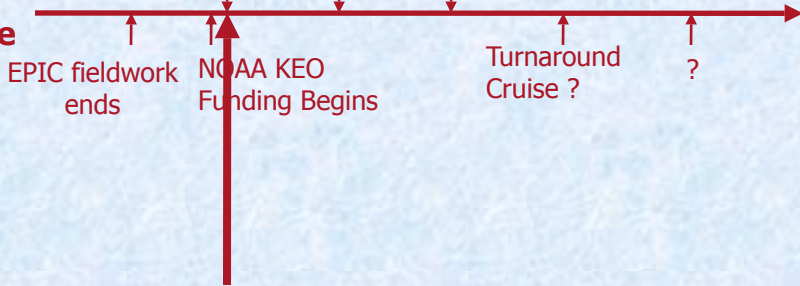 e
EPIC fieldwork
ends
NOAA KEO
Funding Begins
Turnaround
Cruise ?
?